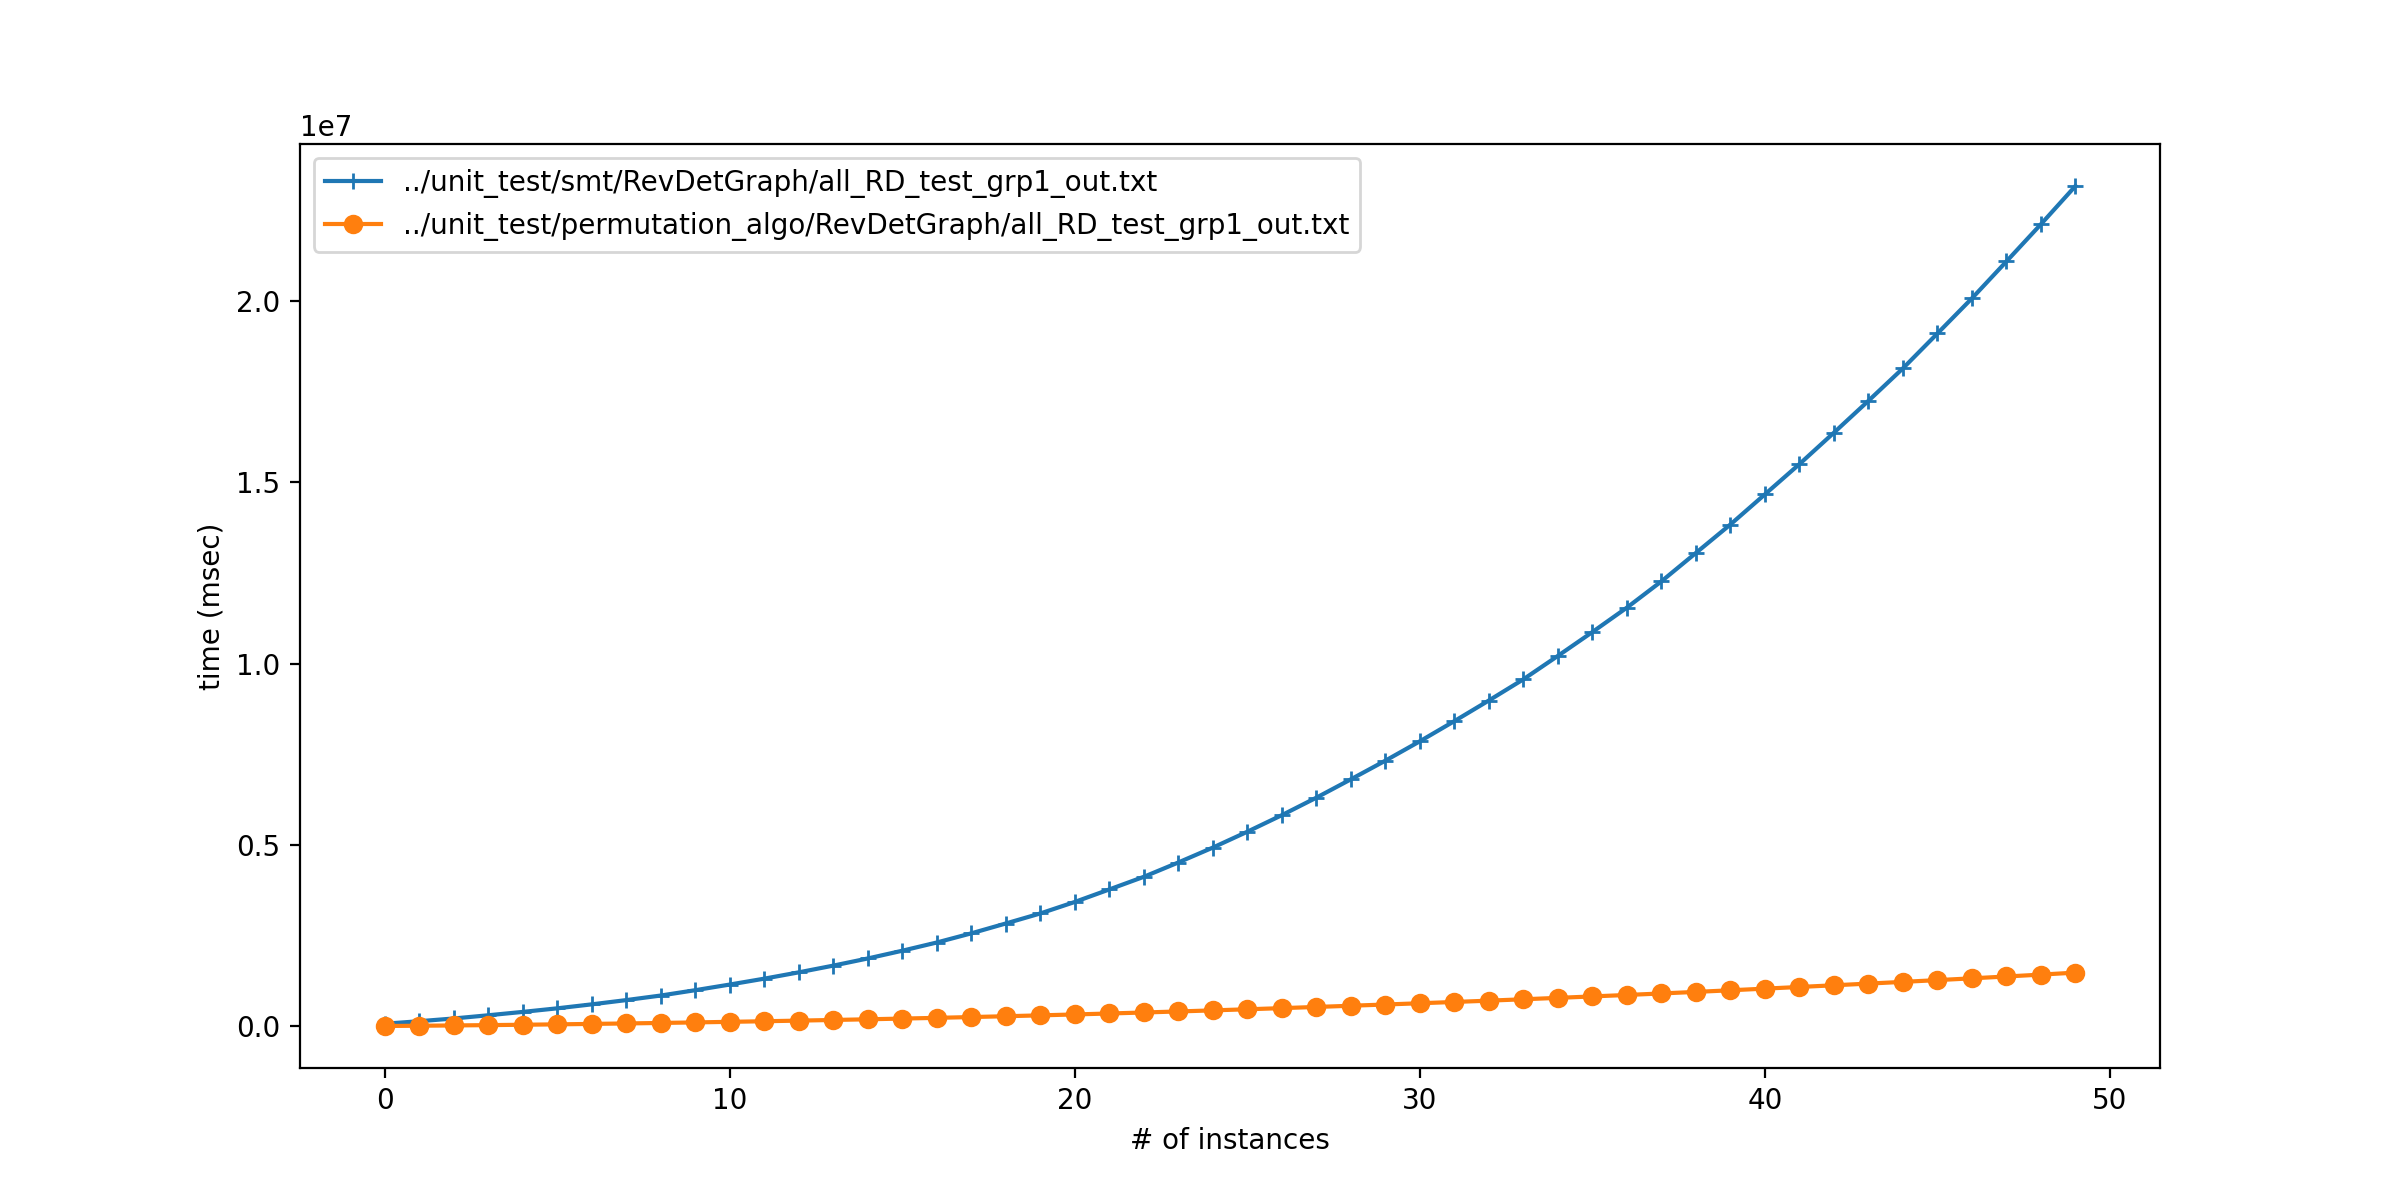 1e7
../unit_test/smt/RevDetGraph/all_RD_test_grp1_out.txt
../unit_test/permutation_algo/RevDetGraph/all_RD_test_grp1_out.txt
2.0
1.5
1.0
0.5
0.0
time (msec)
0 10 20 30 40 50
# of instances